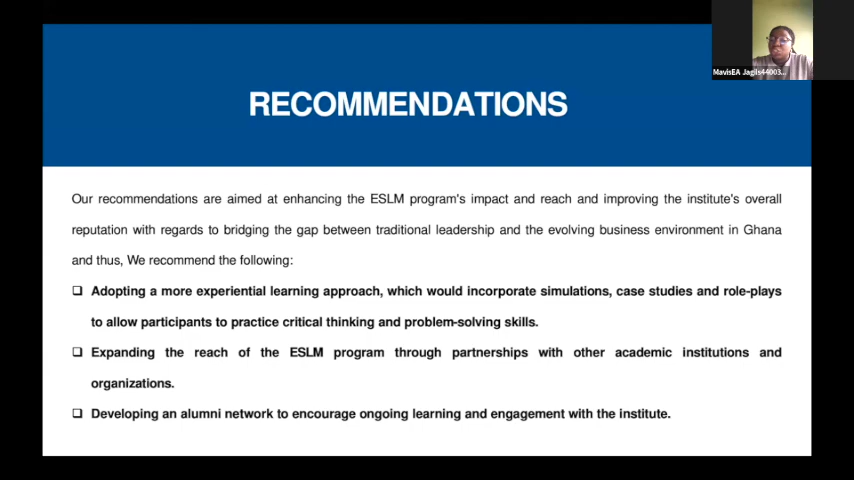 MavisEA Jagils44003...
RECOMMENDATIONS
Our recommendations are aimed at enhancing the ESLM program's impact and reach and improving the institute's overall
reputation with regards to bridging the gap between traditional leadership and the evolving business environment in Ghana
and thus, We recommend the following:
❑ Adopting a more experiential learning approach, which would incorporate simulations, case studies and role-plays
to allow participants to practice critical thinking and problem-solving skills.
❑ Expanding the reach of the ESLM program through partnerships with other academic institutions and
organizations.
❑ Developing an alumni network to encourage ongoing learning and engagement with the institute.